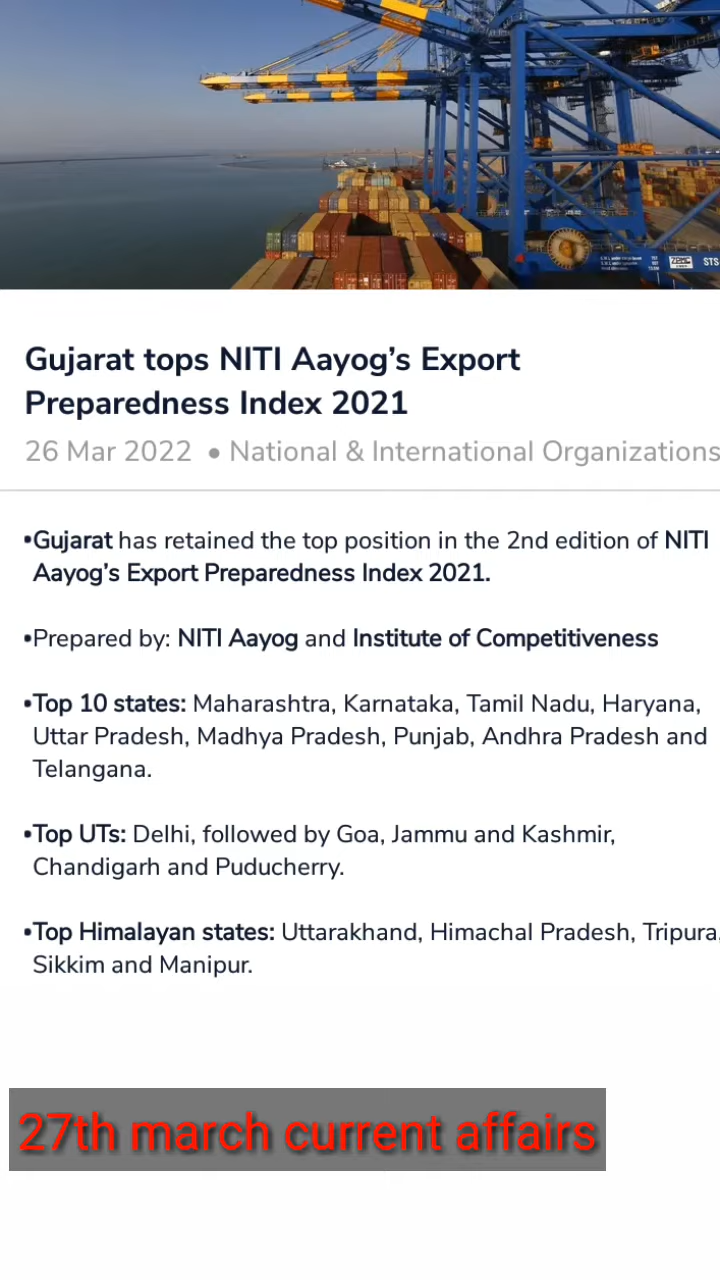 ZPMC
STS
Gujarat tops NITI Aayog’s Export
Preparedness Index 2021
26 Mar 2022 • National & International Organizations
•Gujarat has retained the top position in the 2nd edition of NITI
Aayog’s Export Preparedness Index 2021.
•Prepared by: NITI Aayog and Institute of Competitiveness
•Top 10 states: Maharashtra, Karnataka, Tamil Nadu, Haryana,
Uttar Pradesh, Madhya Pradesh, Punjab, Andhra Pradesh and
Telangana.
•Top UTs: Delhi, followed by Goa, Jammu and Kashmir,
Chandigarh and Puducherry.
•Top Himalayan states: Uttarakhand, Himachal Pradesh, Tripura,
Sikkim and Manipur.
27th march current affairs